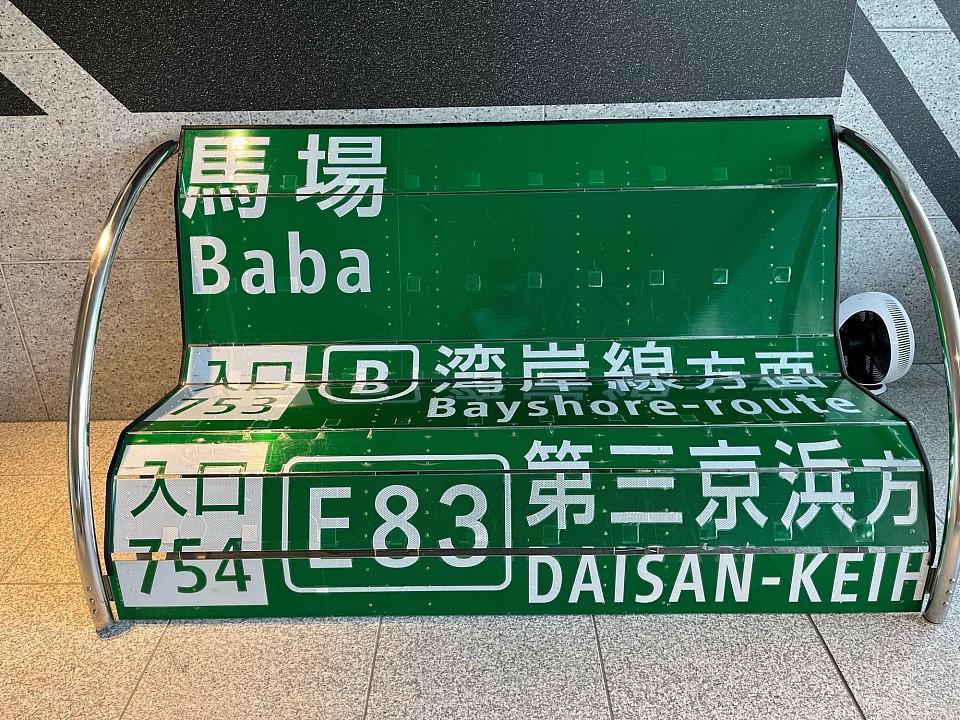 馬場
Baba
入口 B 湾岸線方面
753 Bayshore-route
入口 E83 第三京浜方
754 DAISAN-KEIH